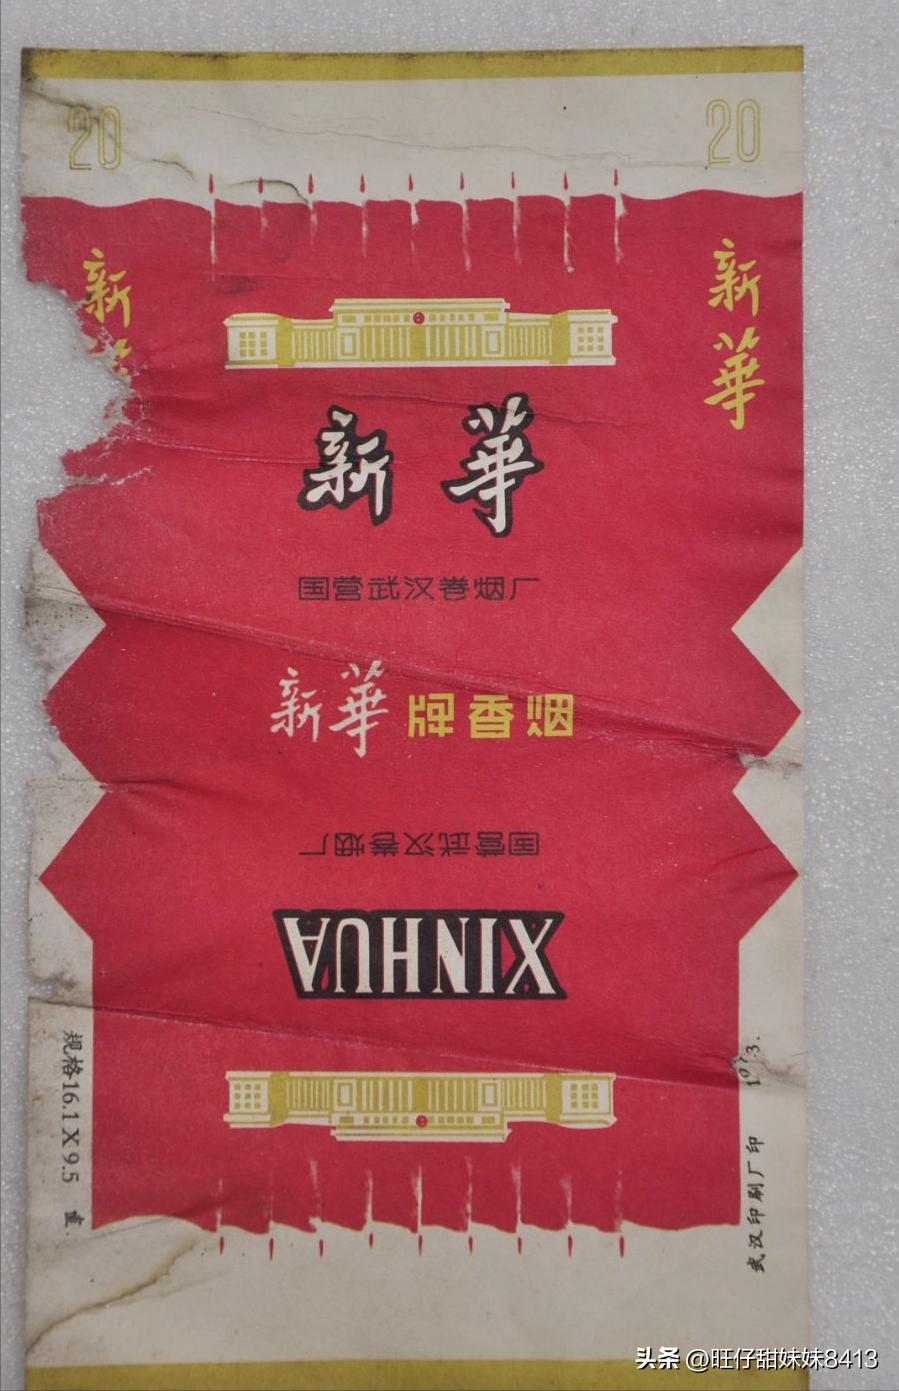 20 20
新 新華
新華
国营武汉卷烟厂
新華牌香烟
国营武汉卷烟厂
XINHUA
规格16.1X9.5
武汉印刷厂印
头条 @旺仔甜妹妹8413